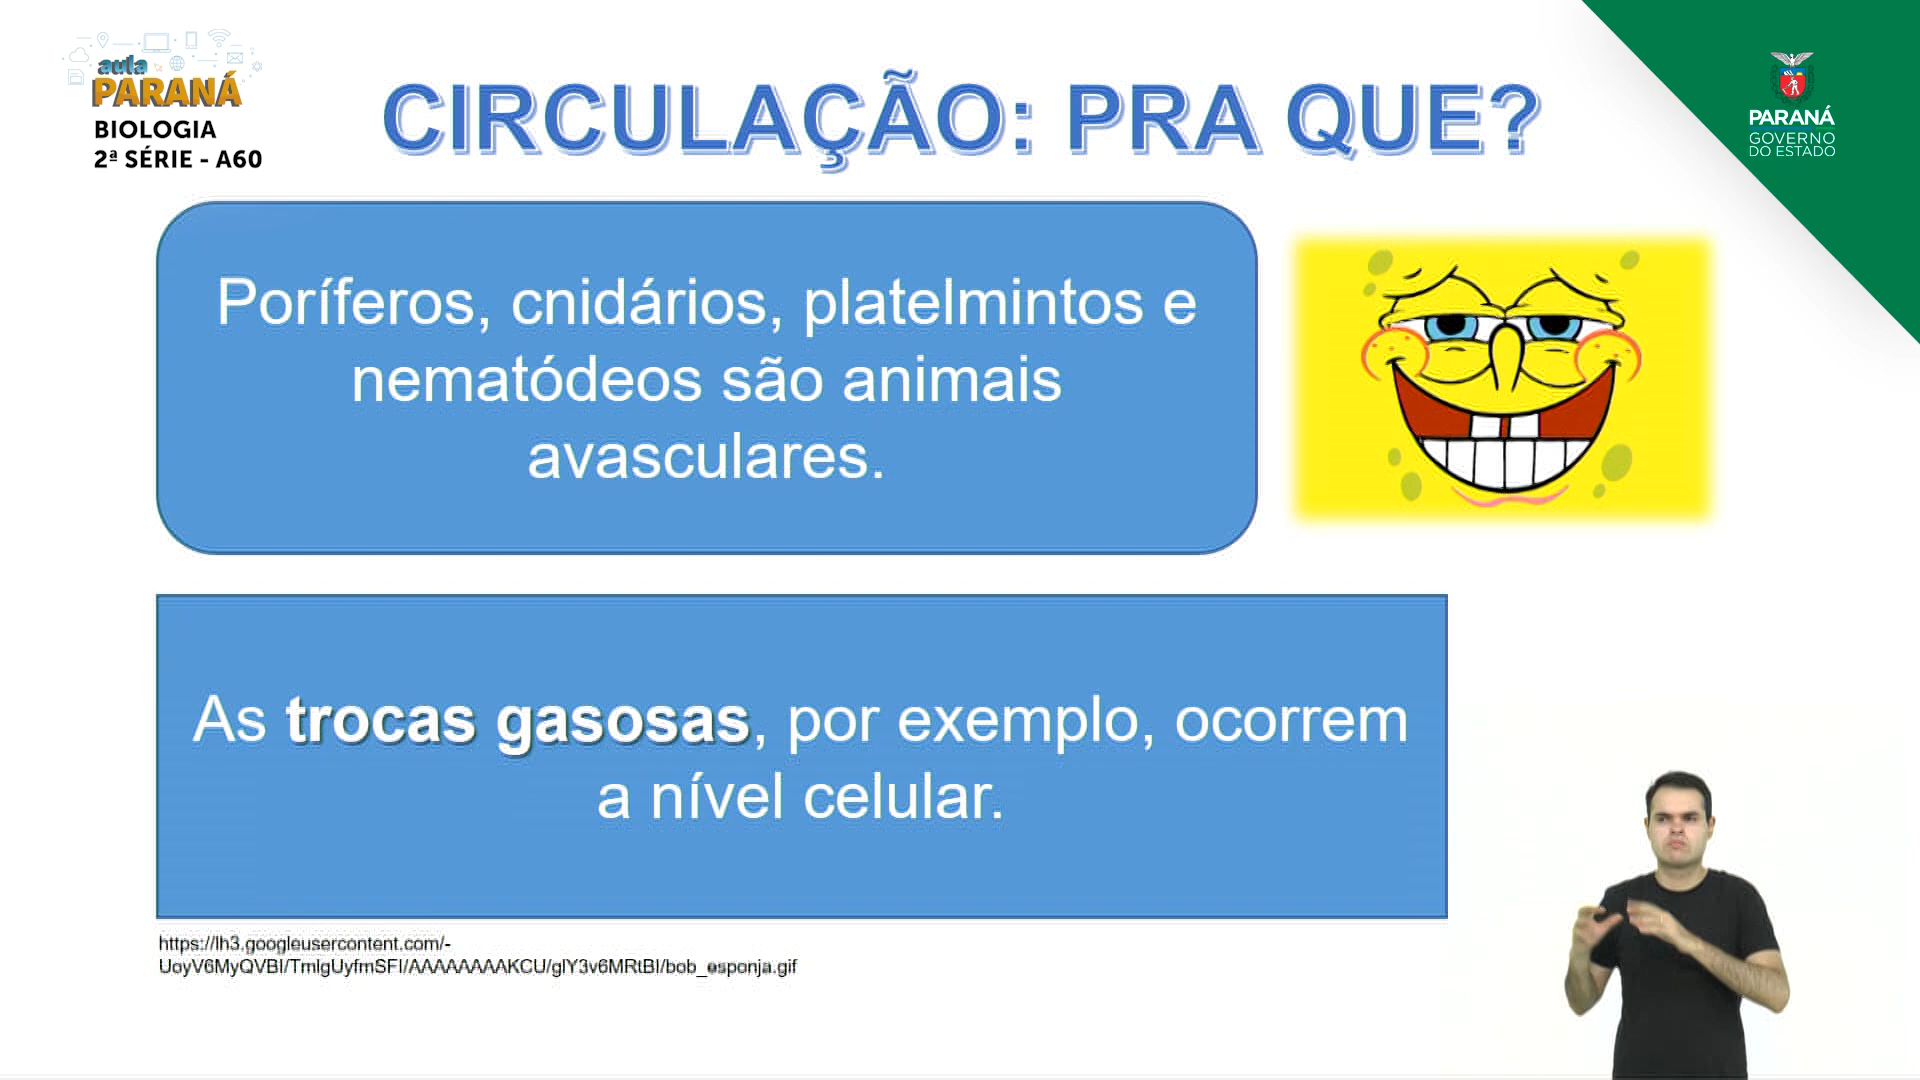 aula
PARANÁ
BIOLOGIA
2ª SÉRIE - A60
CIRCULAÇÃO: PRA QUE?
PARANÁ
GOVERNO
DO ESTADO
Poríferos, cnidários, platelmintos e
nematódeos são animais
avasculares.
As trocas gasosas, por exemplo, ocorrem
a nível celular.
https://lh3.googleusercontent.com/-
UoyV6MyQVBI/TmlgUyfmSFI/AAAAAAAAKCU/glY3v6MRtBI/bob_esponja.gif